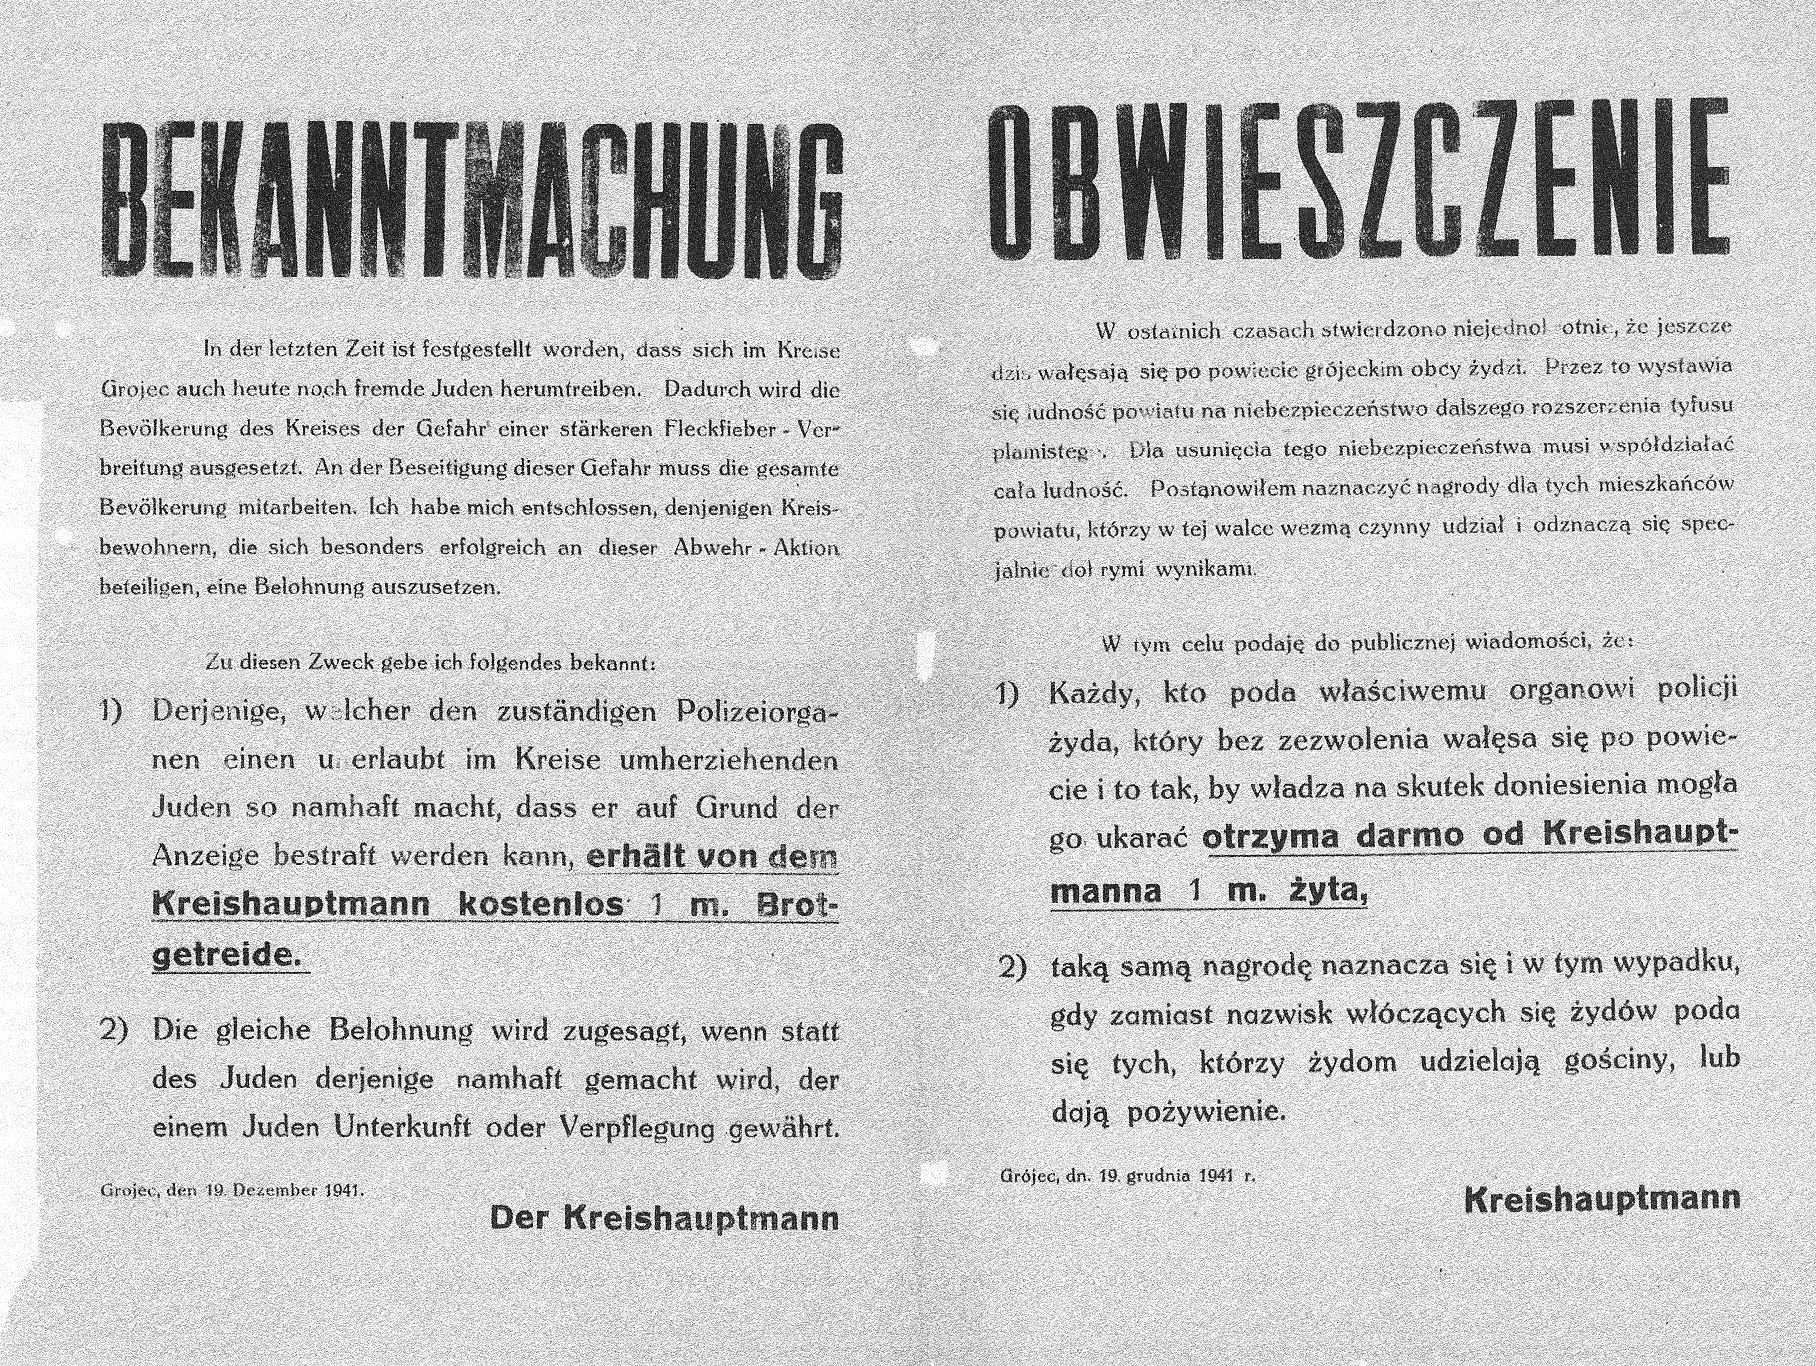 BEKANNTMACHUNG
In der letzten Zeit ist festgestellt worden, dass sich im Kreise
Grojec auch heute noch fremde Juden herumtreiben. Dadurch wird die
Bevölkerung des Kreises der Gefahr einer stärkeren Fleckfieber - Ver-
breitung ausgesetzt. An der Beseitigung dieser Gefahr muss die gesamte
Bevölkerung mitarbeiten. Ich habe mich entschlossen, denjenigen Kreis-
bewohnern, die sich besonders erfolgreich an dieser Abwehr - Aktion
beteiligen, eine Belohnung auszusetzen.
Zu diesen Zweck gebe ich folgendes bekannt:
1) Derjenige, welcher den zuständigen Polizeiorga-
nen einen unerlaubt im Kreise umherziehenden
Juden so namhaft macht, dass er auf Grund der
Anzeige bestraft werden kann, erhält von dem
Kreishauptmann kostenlos 1 m. Brot-
getreide.
2) Die gleiche Belohnung wird zugesagt, wenn statt
des Juden derjenige namhaft gemacht wird, der
einem Juden Unterkunft oder Verpflegung gewährt.
Grojec, den 19. Dezember 1941.
Der Kreishauptmann
OBWIESZCZENIE
W ostatnich czasach stwierdzono niejednokrotnie, że jeszcze
dziś wałęsają się po powiecie grójeckim obcy żydzi. Przez to wystawia
się ludność powiatu na niebezpieczeństwo dalszego rozszerzenia tyfusu
plamistego. Dla usunięcia tego niebezpieczeństwa musi współdziałać
cała ludność. Postanowiłem naznaczyć nagrody dla tych mieszkańców
powiatu, którzy w tej walce wezmą czynny udział i odznaczą się spec-
jalnie dobrymi wynikami.
W tym celu podaję do publicznej wiadomości, że:
1) Każdy, kto poda właściwemu organowi policji
żyda, który bez zezwolenia wałęsa się po powie-
cie i to tak, by władza na skutek doniesienia mogła
go ukarać otrzyma darmo od Kreishaupt-
manna 1 m. żyta,
2) taką samą nagrodę naznacza się i w tym wypadku,
gdy zamiast nazwisk włóczących się żydów poda
się tych, którzy żydom udzielają gościny, lub
dają pożywienie.
Grójec, dn. 19. grudnia 1941 r.
Kreishauptmann